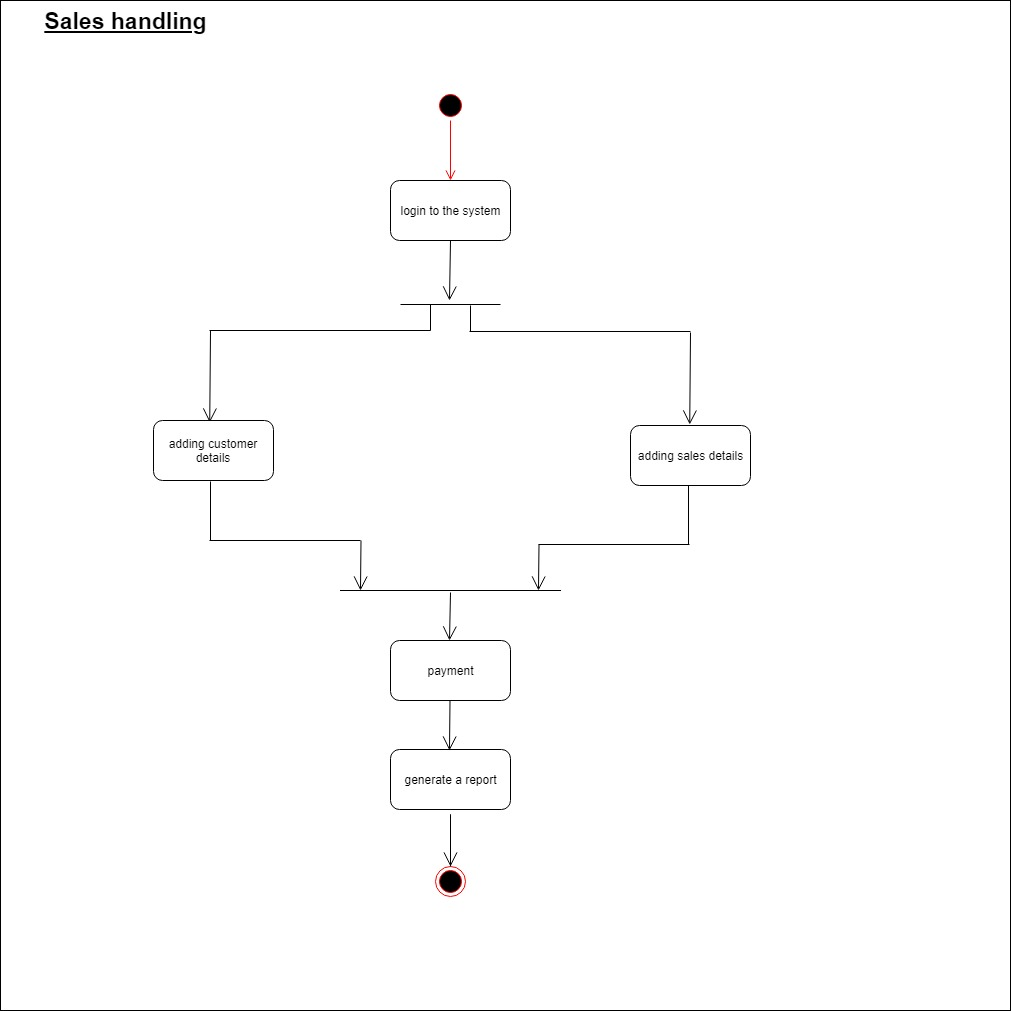 Sales handling
login to the system
adding customer
details
adding sales details
payment
generate a report